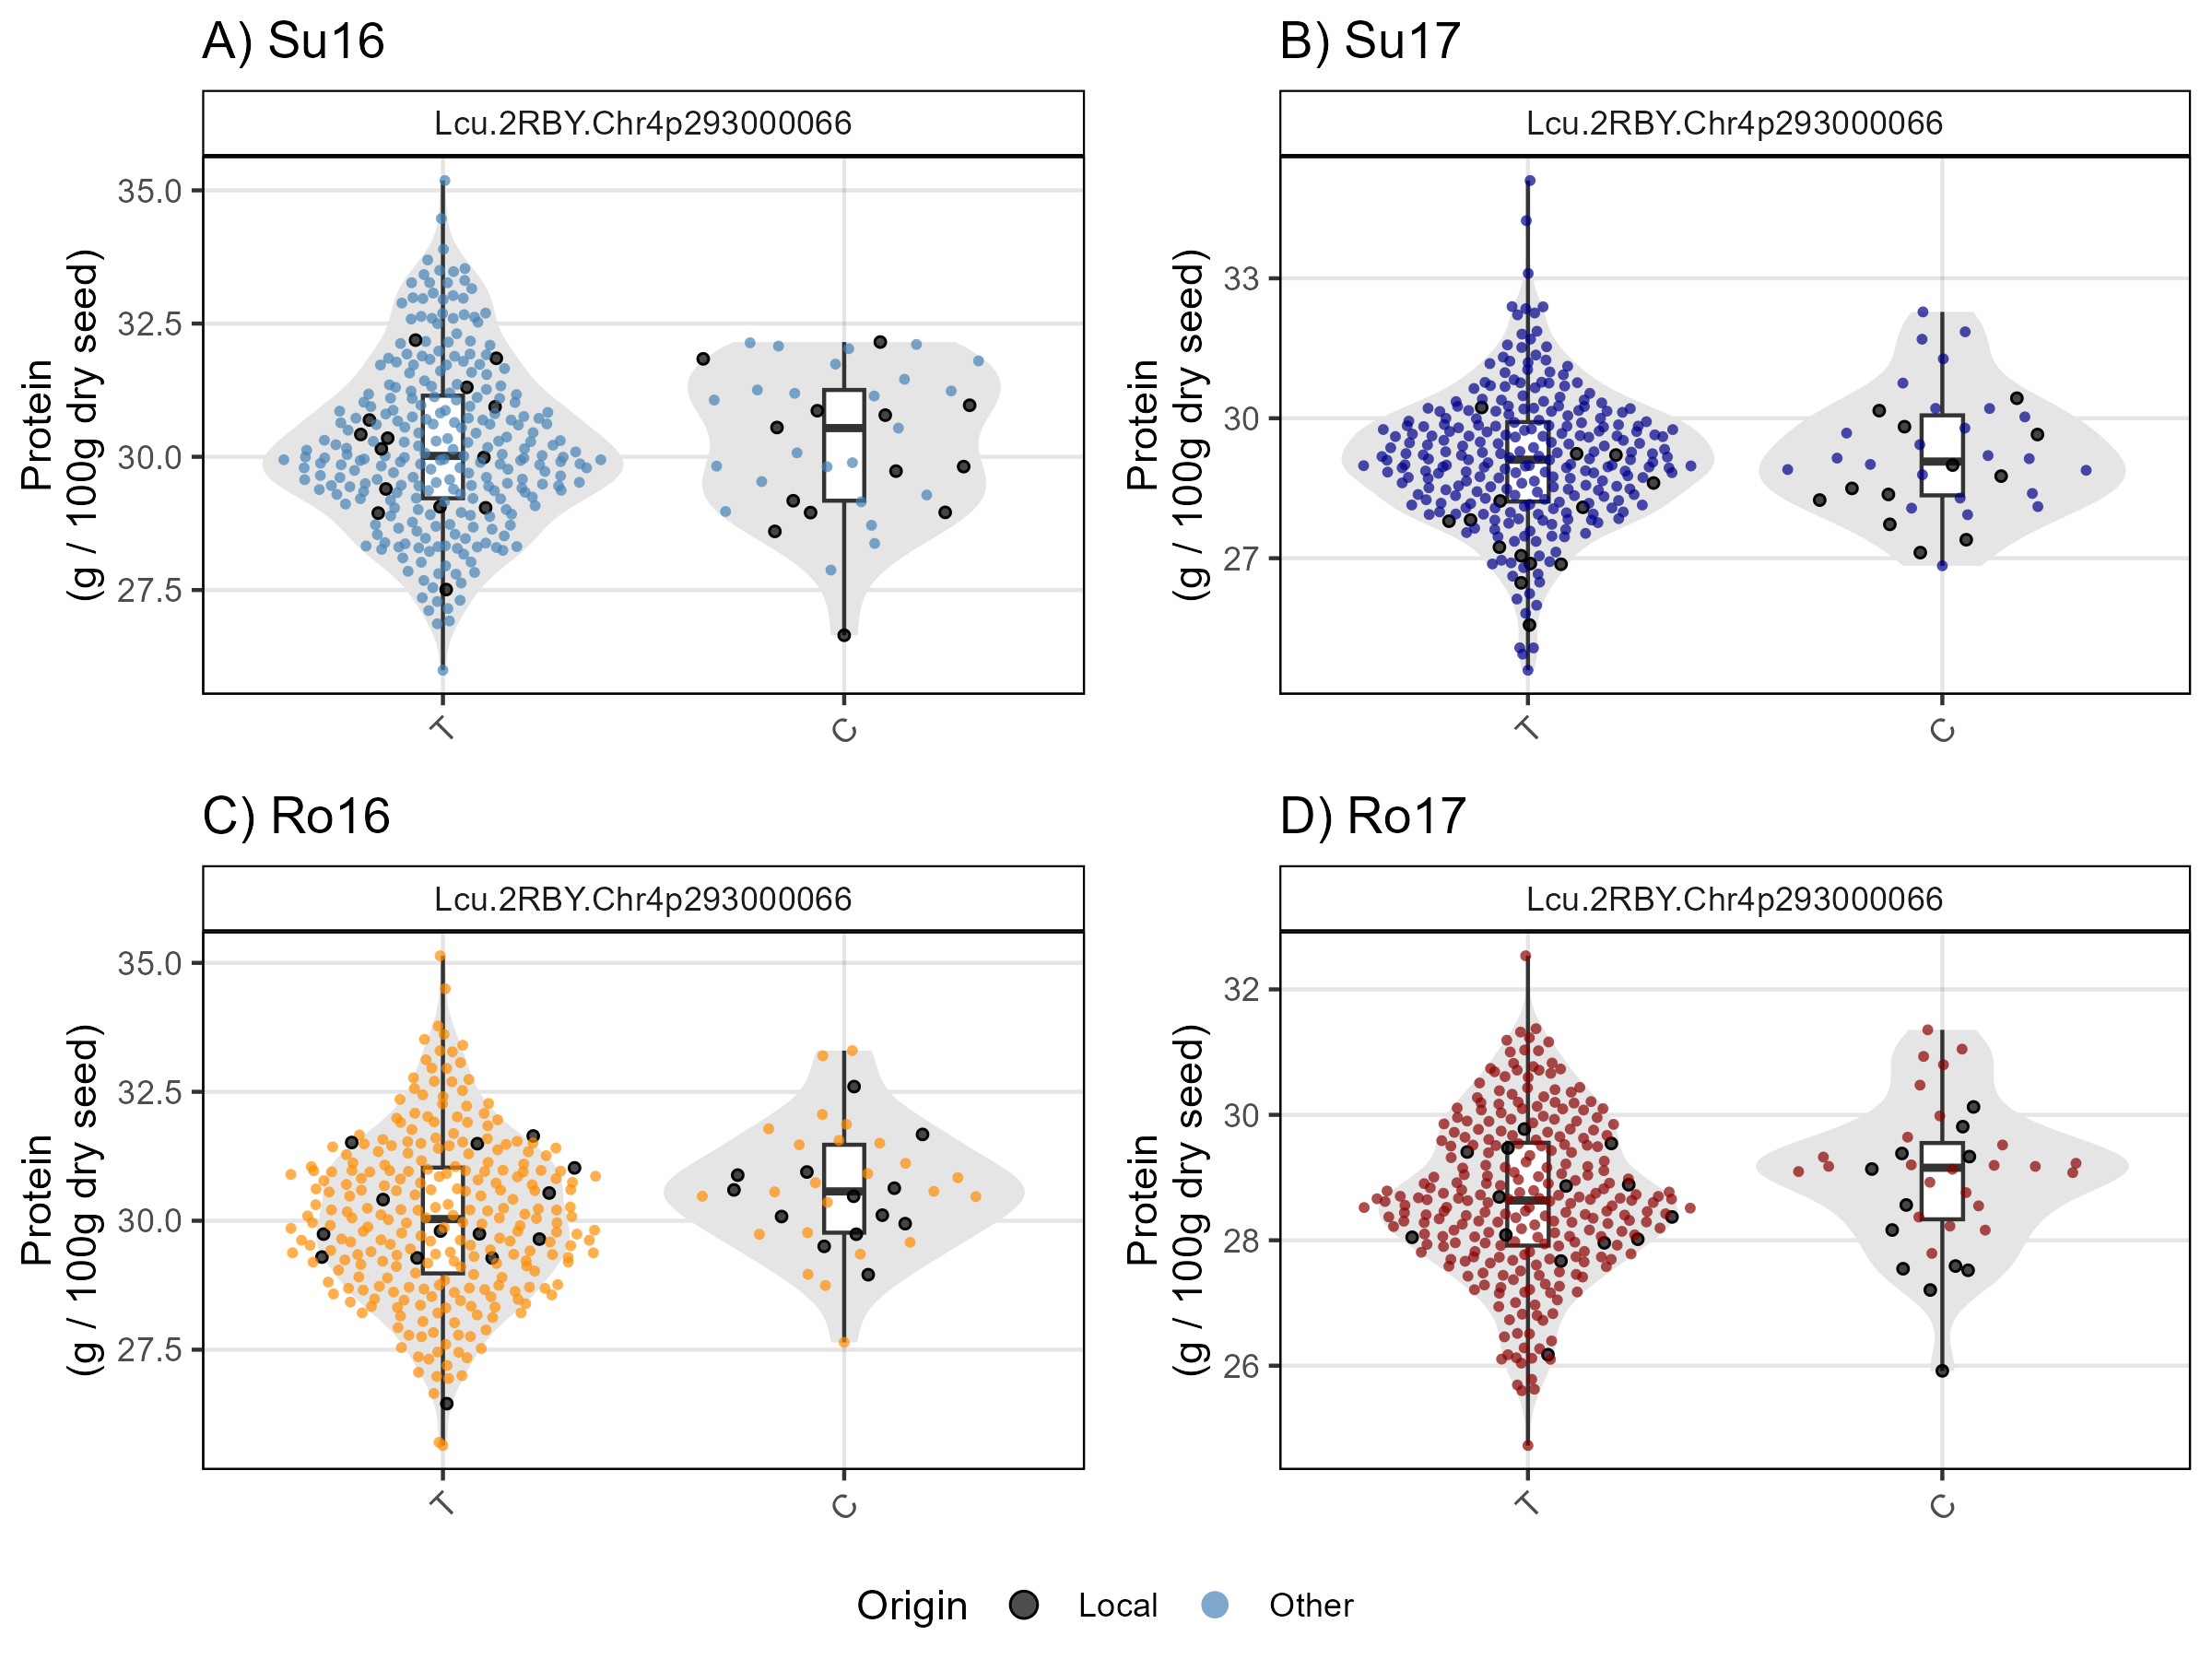 A) Su16
Lcu.2RBY.Chr4p293000066
Protein
(g / 100g dry seed)
35.0
32.5
30.0
27.5
T
C
B) Su17
Lcu.2RBY.Chr4p293000066
Protein
(g / 100g dry seed)
33
30
27
T
C
C) Ro16
Lcu.2RBY.Chr4p293000066
Protein
(g / 100g dry seed)
35.0
32.5
30.0
27.5
T
C
D) Ro17
Lcu.2RBY.Chr4p293000066
Protein
(g / 100g dry seed)
32
30
28
26
T
C
Origin Local Other